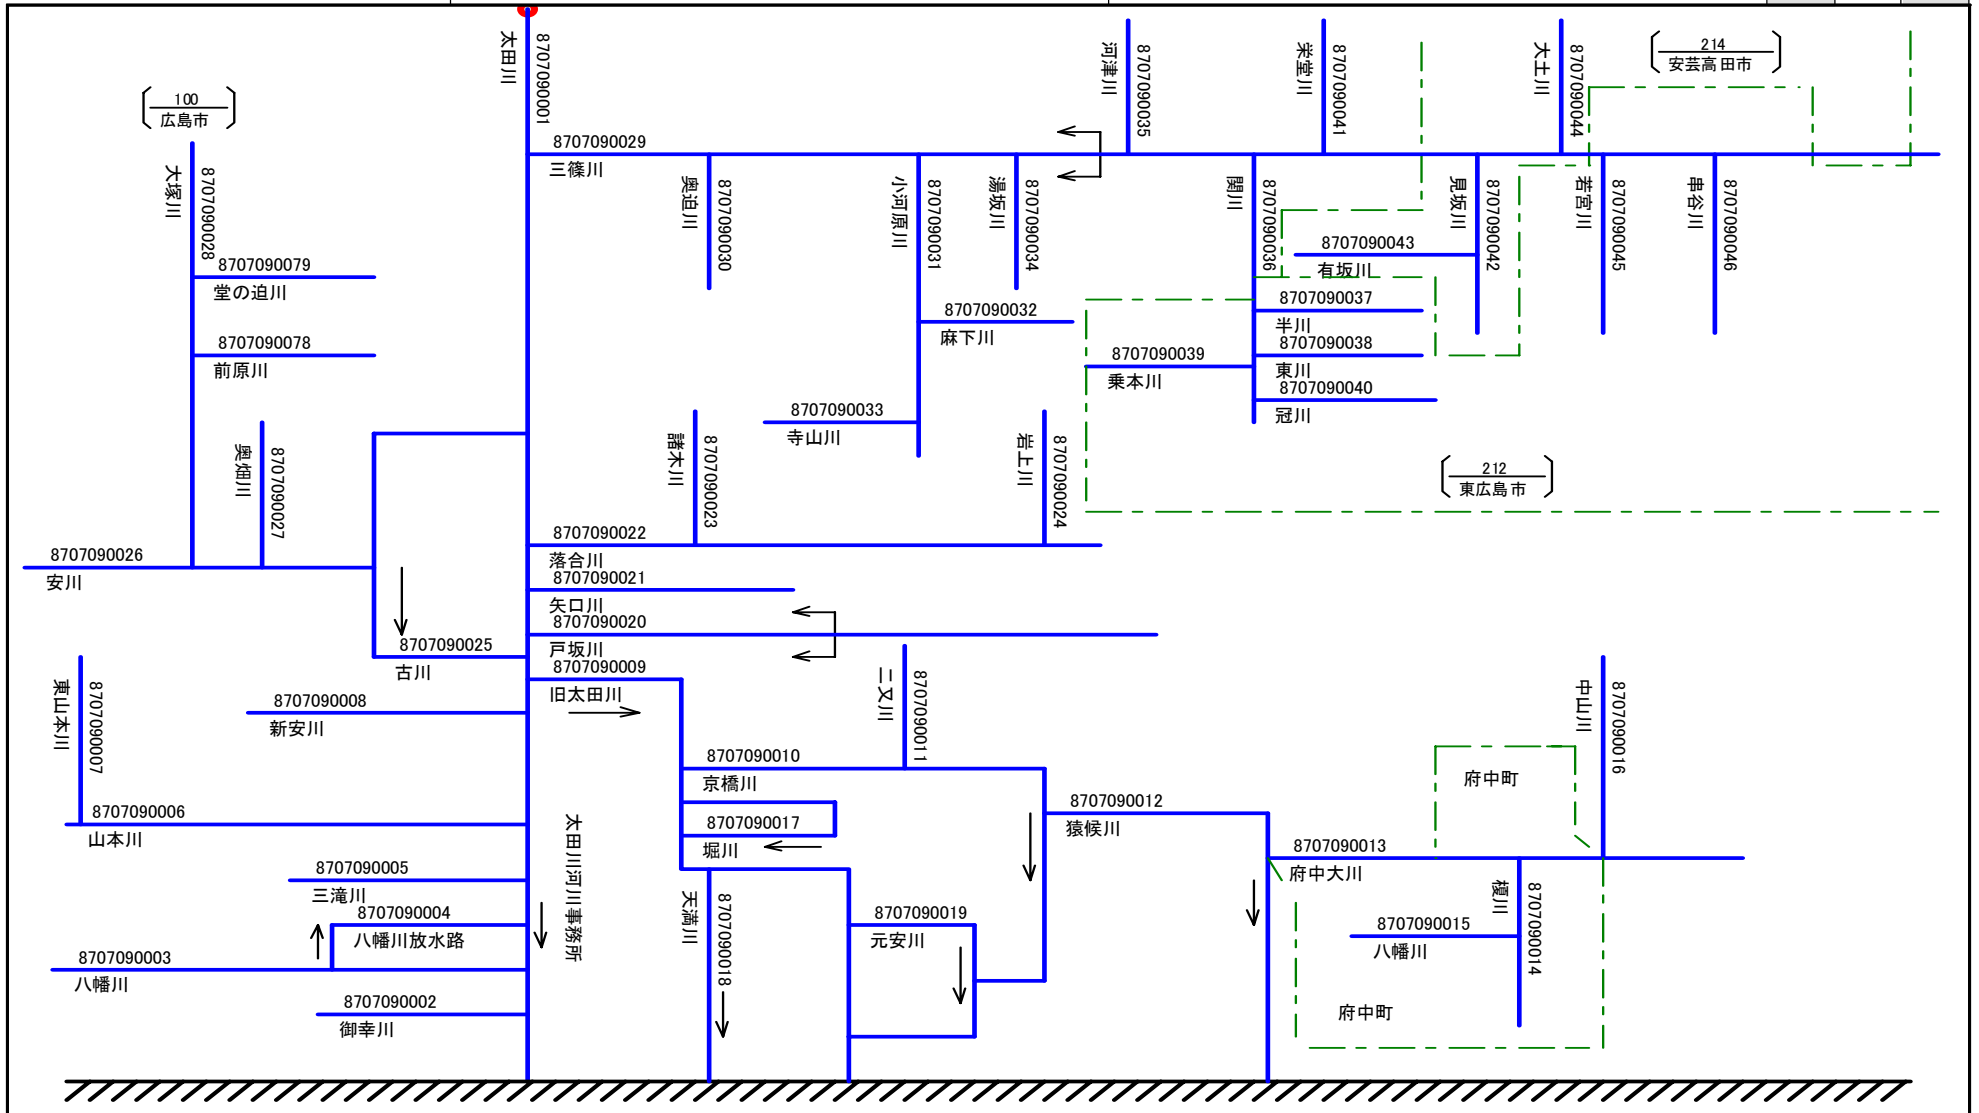 太田川
8707090001
河津川
8707090035
栄堂川
8707090041
大土川
8707090044
214
安芸高田市
100
広島市
8707090029
三篠川
大塚川
8707090028
奥迫川
8707090030
小河原川
8707090031
湯坂川
8707090034
関川
8707090036
見坂川
8707090042
若宮川
8707090045
串谷川
8707090046
8707090043
有坂川
8707090079
堂の迫川
8707090037
半川
8707090032
麻下川
8707090078
前原川
8707090039
乗本川
8707090038
東川
8707090040
冠川
8707090033
寺山川
奥畑川
8707090027
諸木川
8707090023
岩上川
8707090024
212
東広島市
8707090026
安川
8707090022
落合川
8707090021
矢口川
8707090020
戸坂川
8707090025
古川
8707090009
旧太田川
東山本川
8707090007
8707090008
新安川
二又川
8707090011
中山川
8707090016
8707090010
京橋川
府中町
8707090006
山本川
8707090017
堀川
8707090012
猿候川
8707090013
府中大川
太田川河川事務所
8707090005
三滝川
天満川
8707090018
8707090019
元安川
榎川
8707090014
8707090004
八幡川放水路
8707090015
八幡川
8707090003
八幡川
8707090002
御幸川
府中町